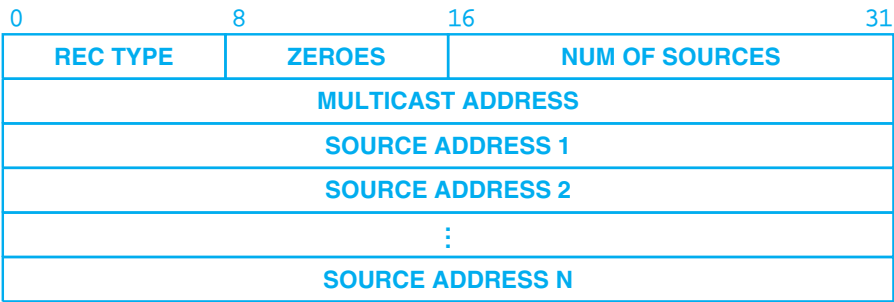 0 8 16 31
REC TYPE ZEROES NUM OF SOURCES
MULTICAST ADDRESS
SOURCE ADDRESS 1
SOURCE ADDRESS 2
⋮
SOURCE ADDRESS N